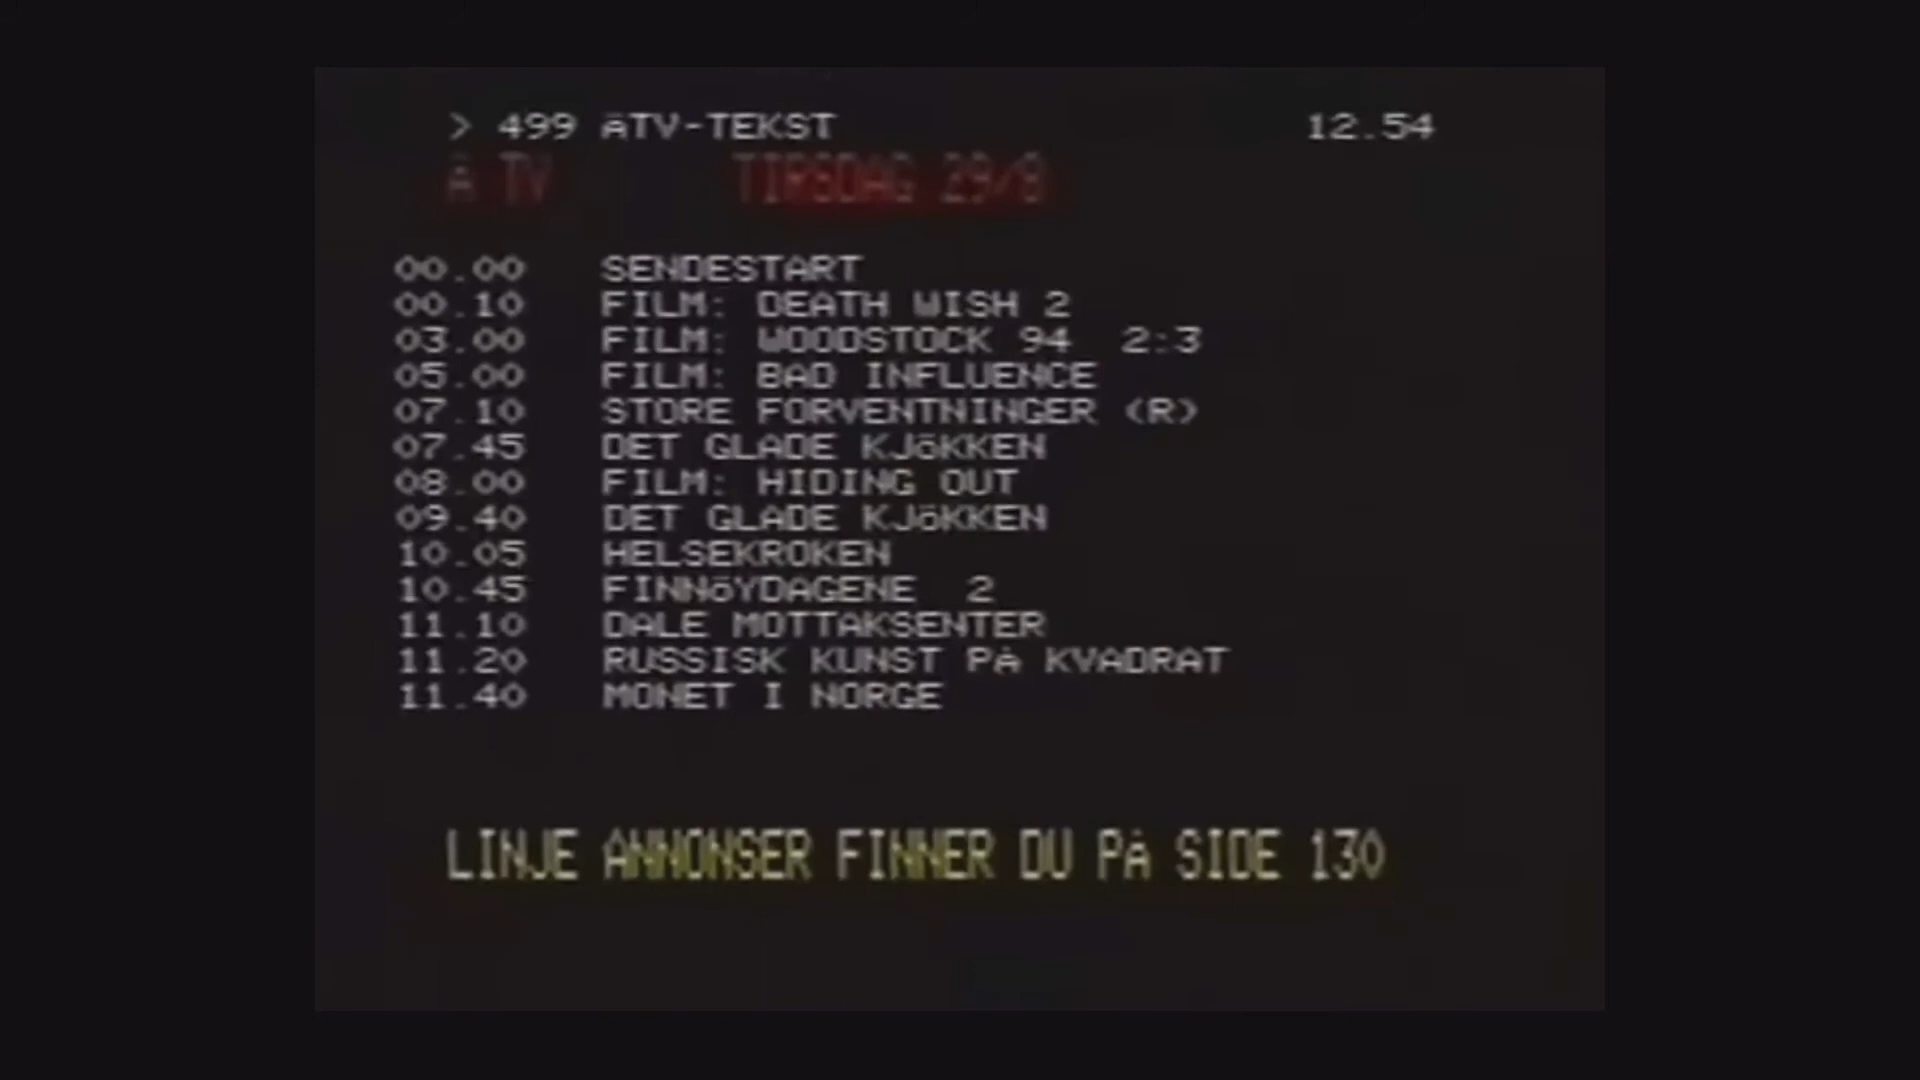 > 499 åTV-TEKST 12.54
Å TV TIRSDAG 29/8
00.00 SENDESTART
00.10 FILM: DEATH WISH 2
03.00 FILM: WOODSTOCK 94 2:3
05.00 FILM: BAD INFLUENCE
07.10 STORE FORVENTNINGER (R)
07.45 DET GLADE KJöKKEN
08.00 FILM: HIDING OUT
09.40 DET GLADE KJöKKEN
10.05 HELSEKROKEN
10.45 FINNöYDAGENE 2
11.10 DALE MOTTAKSENTER
11.20 RUSSISK KUNST På KVADRAT
11.40 MONET I NORGE
LINJE ANNONSER FINNER DU På SIDE 130